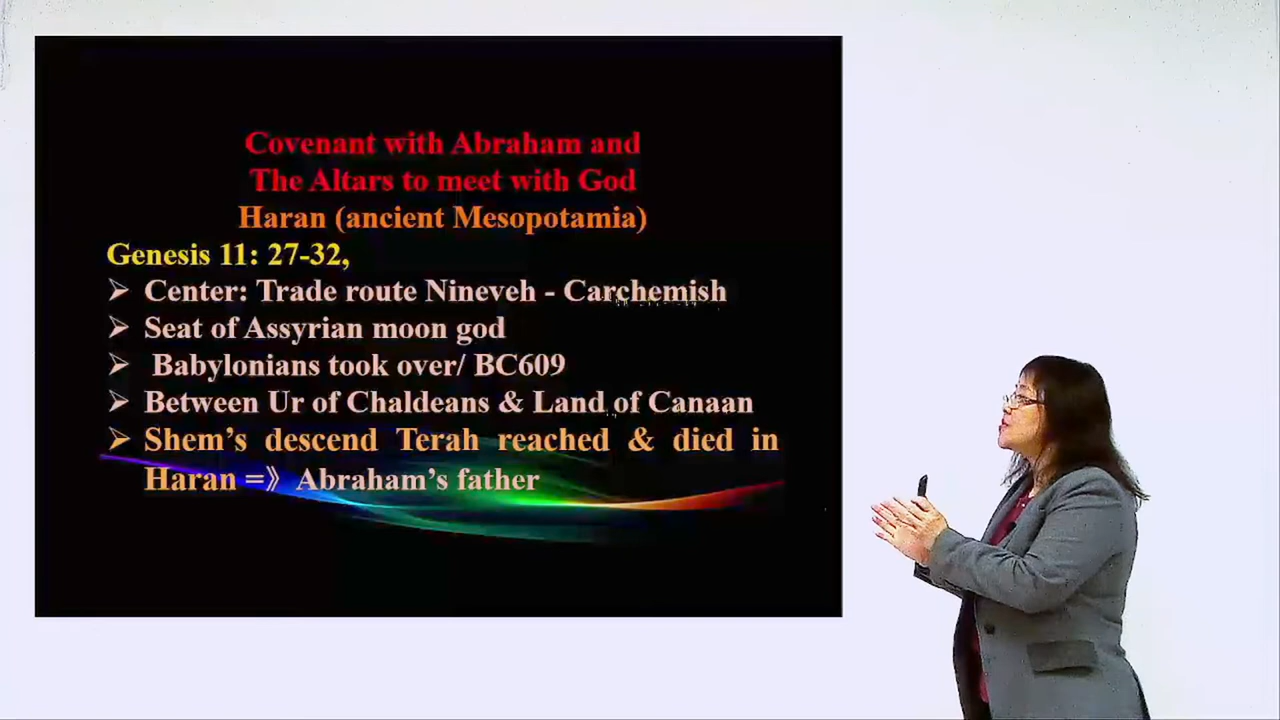 Covenant with Abraham and
The Altars to meet with God
Haran (ancient Mesopotamia)
Genesis 11: 27-32,
➢ Center: Trade route Nineveh - Carchemish
➢ Seat of Assyrian moon god
➢ Babylonians took over/ BC609
➢ Between Ur of Chaldeans & Land of Canaan
➢ Shem’s descend Terah reached & died in
Haran =》 Abraham’s father